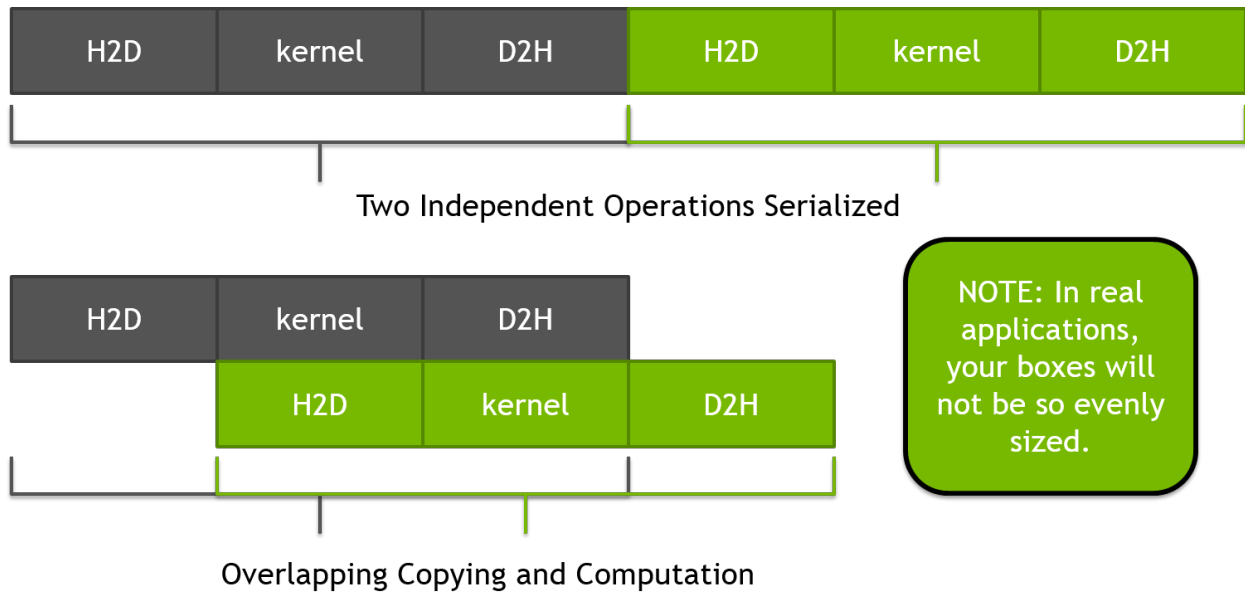 H2D kernel D2H H2D kernel D2H
Two Independent Operations Serialized
H2D kernel D2H
H2D kernel D2H
NOTE: In real
applications,
your boxes will
not be so evenly
sized.
Overlapping Copying and Computation